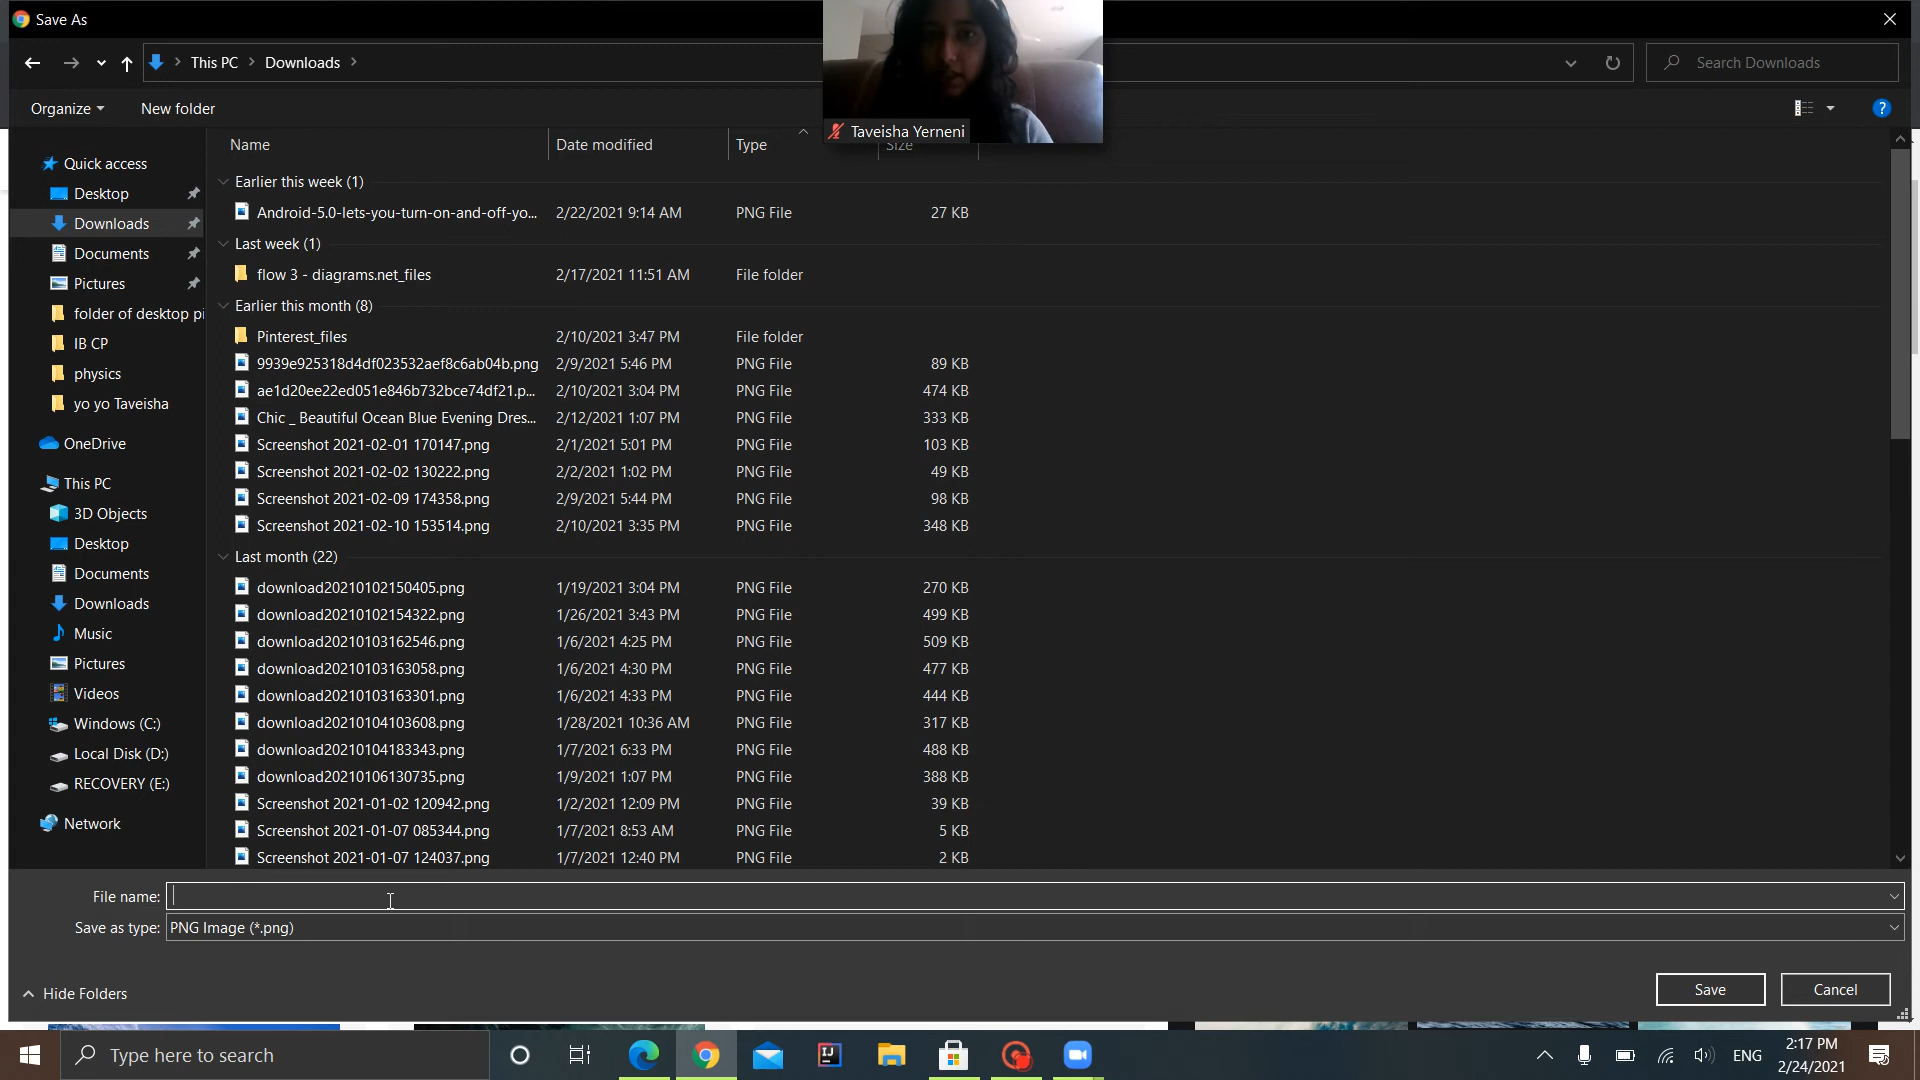 Save As
This PC
Downloads
Search Downloads
Organize
New folder
Taveisha Yerneni
Name
Date modified
Type
Size
Quick access
Desktop
Downloads
Documents
Pictures
folder of desktop pi
IB CP
physics
yo yo Taveisha
OneDrive
This PC
3D Objects
Desktop
Documents
Downloads
Music
Pictures
Videos
Windows (C:)
Local Disk (D:)
RECOVERY (E:)
Network
Earlier this week (1)
Android-5.0-lets-you-turn-on-and-off-yo... 2/22/2021 9:14 AM PNG File 27 KB
Last week (1)
flow 3 - diagrams.net_files 2/17/2021 11:51 AM File folder
Earlier this month (8)
Pinterest_files 2/10/2021 3:47 PM File folder
9939e925318d4df023532aef8c6ab04b.png 2/9/2021 5:46 PM PNG File 89 KB
ae1d20ee22ed051e846b732bce74df21.p... 2/10/2021 3:04 PM PNG File 474 KB
Chic _ Beautiful Ocean Blue Evening Dres... 2/12/2021 1:07 PM PNG File 333 KB
Screenshot 2021-02-01 170147.png 2/1/2021 5:01 PM PNG File 103 KB
Screenshot 2021-02-02 130222.png 2/2/2021 1:02 PM PNG File 49 KB
Screenshot 2021-02-09 174358.png 2/9/2021 5:44 PM PNG File 98 KB
Screenshot 2021-02-10 153514.png 2/10/2021 3:35 PM PNG File 348 KB
Last month (22)
download20210102150405.png 1/19/2021 3:04 PM PNG File 270 KB
download20210102154322.png 1/26/2021 3:43 PM PNG File 499 KB
download20210103162546.png 1/6/2021 4:25 PM PNG File 509 KB
download20210103163058.png 1/6/2021 4:30 PM PNG File 477 KB
download20210103163301.png 1/6/2021 4:33 PM PNG File 444 KB
download20210104103608.png 1/28/2021 10:36 AM PNG File 317 KB
download20210104183343.png 1/7/2021 6:33 PM PNG File 488 KB
download20210106130735.png 1/9/2021 1:07 PM PNG File 388 KB
Screenshot 2021-01-02 120942.png 1/2/2021 12:09 PM PNG File 39 KB
Screenshot 2021-01-07 085344.png 1/7/2021 8:53 AM PNG File 5 KB
Screenshot 2021-01-07 124037.png 1/7/2021 12:40 PM PNG File 2 KB
File name:
Save as type: PNG Image (*.png)
Hide Folders
Save
Cancel
Type here to search
ENG
2:17 PM
2/24/2021